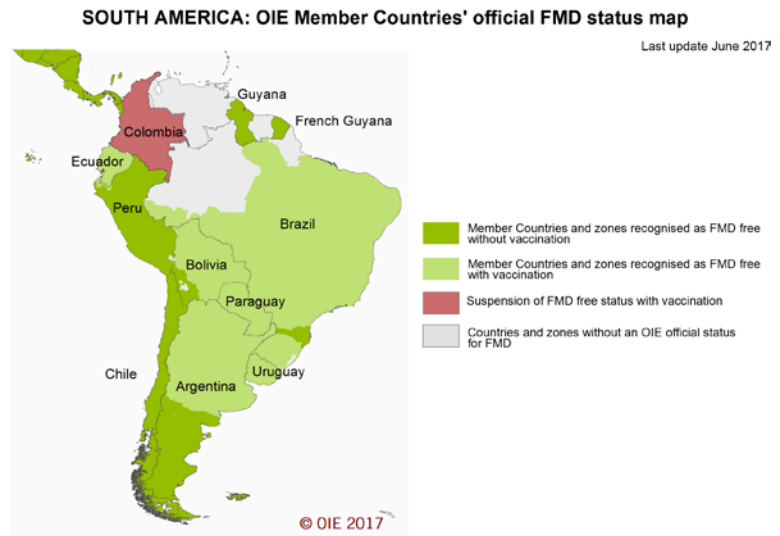 SOUTH AMERICA: OIE Member Countries' official FMD status map
Last update June 2017
Guyana
French Guyana
Colombia
Ecuador
Peru
Brazil
Bolivia
Paraguay
Chile
Uruguay
Argentina
Member Countries and zones recognised as FMD free
without vaccination
Member Countries and zones recognised as FMD free
with vaccination
Suspension of FMD free status with vaccination
Countries and zones without an OIE official status
for FMD
© OIE 2017